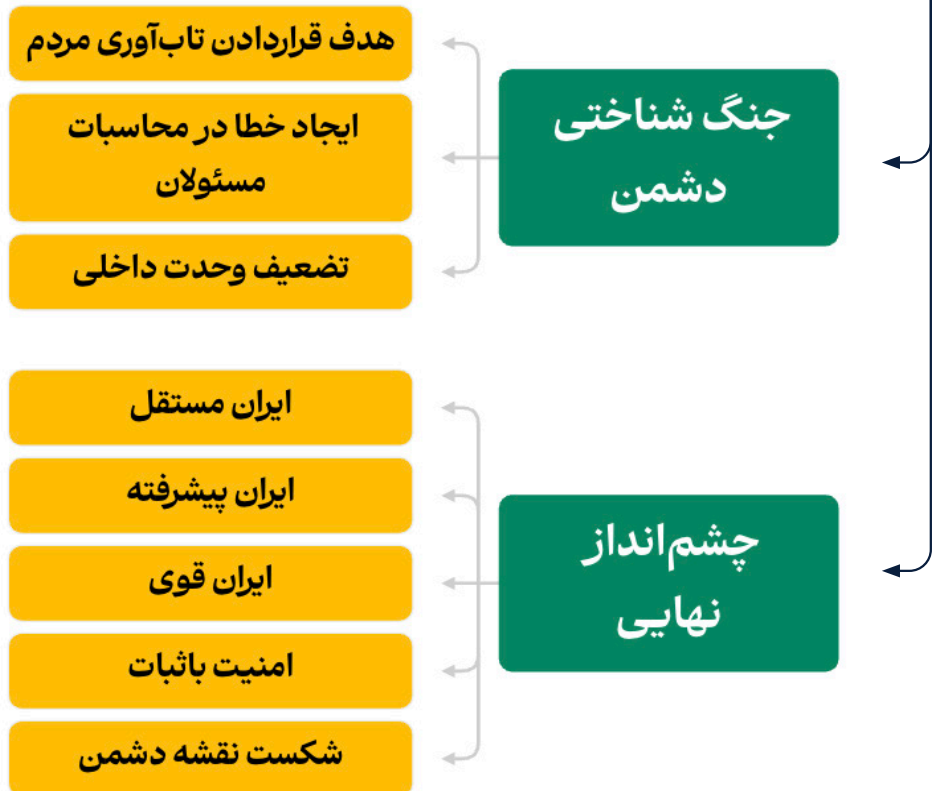 جنگ شناختی
دشمن
هدف قراردادن تاب‌آوری مردم
ایجاد خطا در محاسبات
مسئولان
تضعیف وحدت داخلی
چشم‌انداز
نهایی
ایران مستقل
ایران پیشرفته
ایران قوی
امنیت باثبات
شکست نقشه دشمن